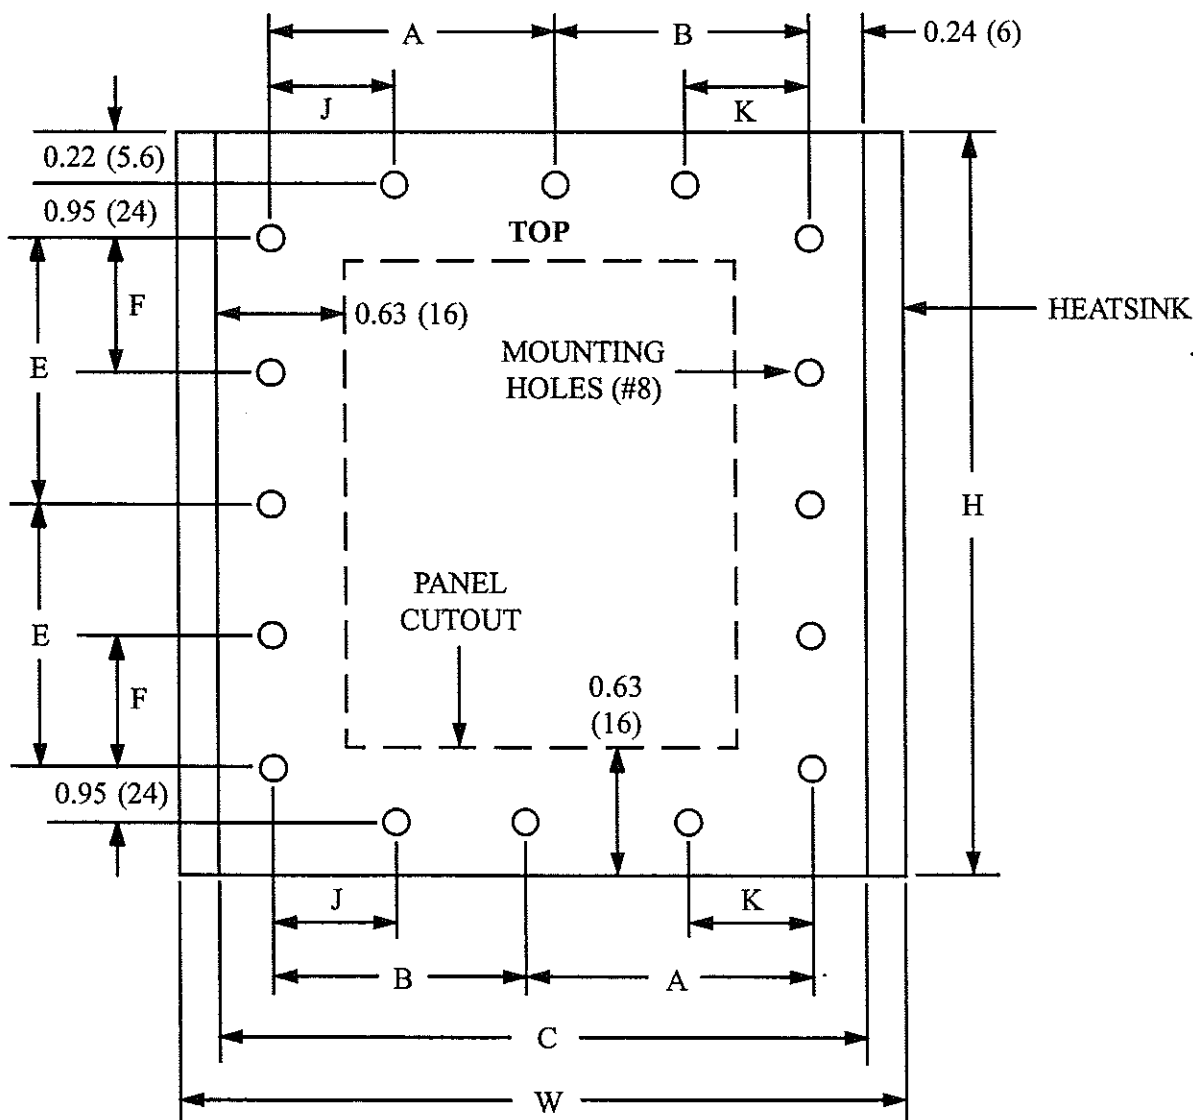 A
B
0.24 (6)
J
K
0.22 (5.6)
0.95 (24)
TOP
F
0.63 (16)
HEATSINK
E
MOUNTING
HOLES (#8)
H
PANEL
CUTOUT
E
F
0.63
(16)
0.95 (24)
J
K
B
A
C
W